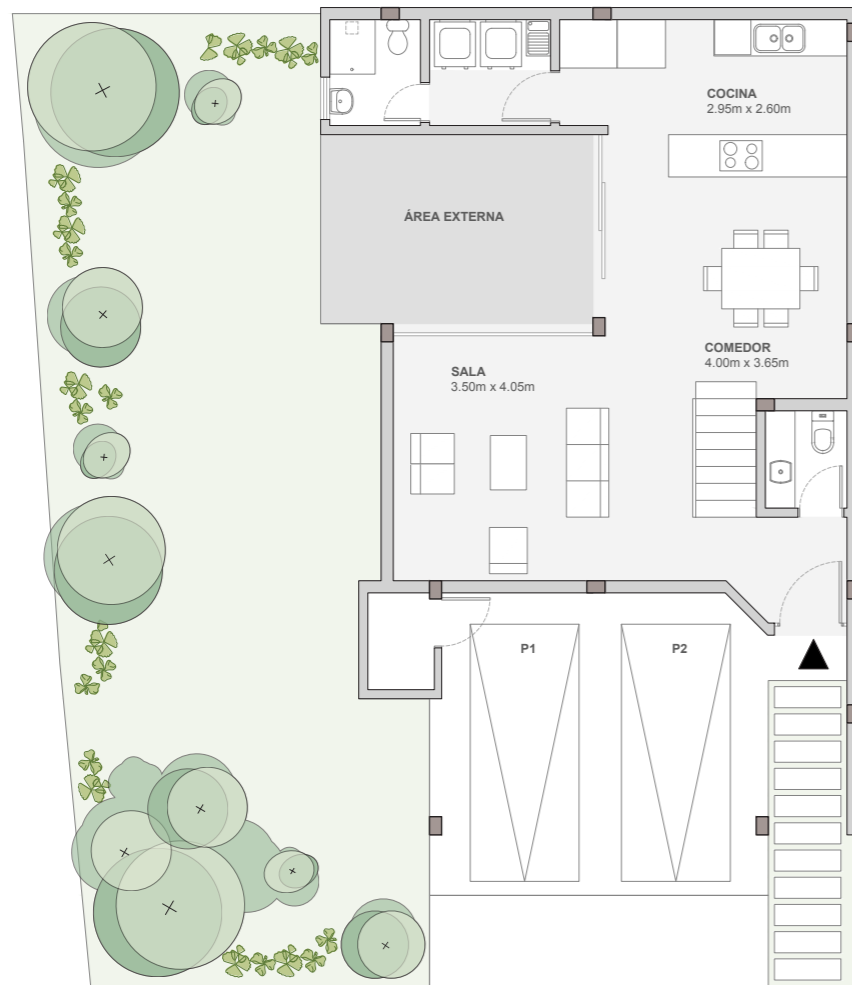 COCINA
2.95m x 2.60m
ÁREA EXTERNA
COMEDOR
4.00m x 3.65m
SALA
3.50m x 4.05m
P1
P2